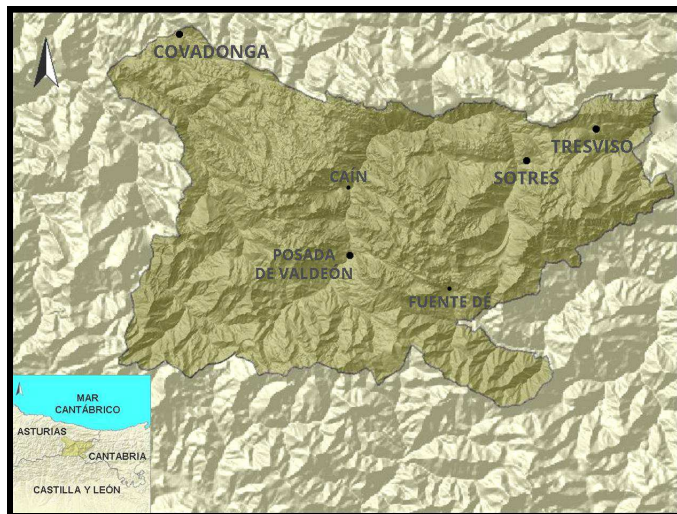 COVADONGA
TRESVISO
SOTRES
CAÍN
POSADA
DE VALDEÓN
FUENTE DÉ
MAR
CANTÁBRICO
ASTURIAS
CANTABRIA
CASTILLA Y LEÓN